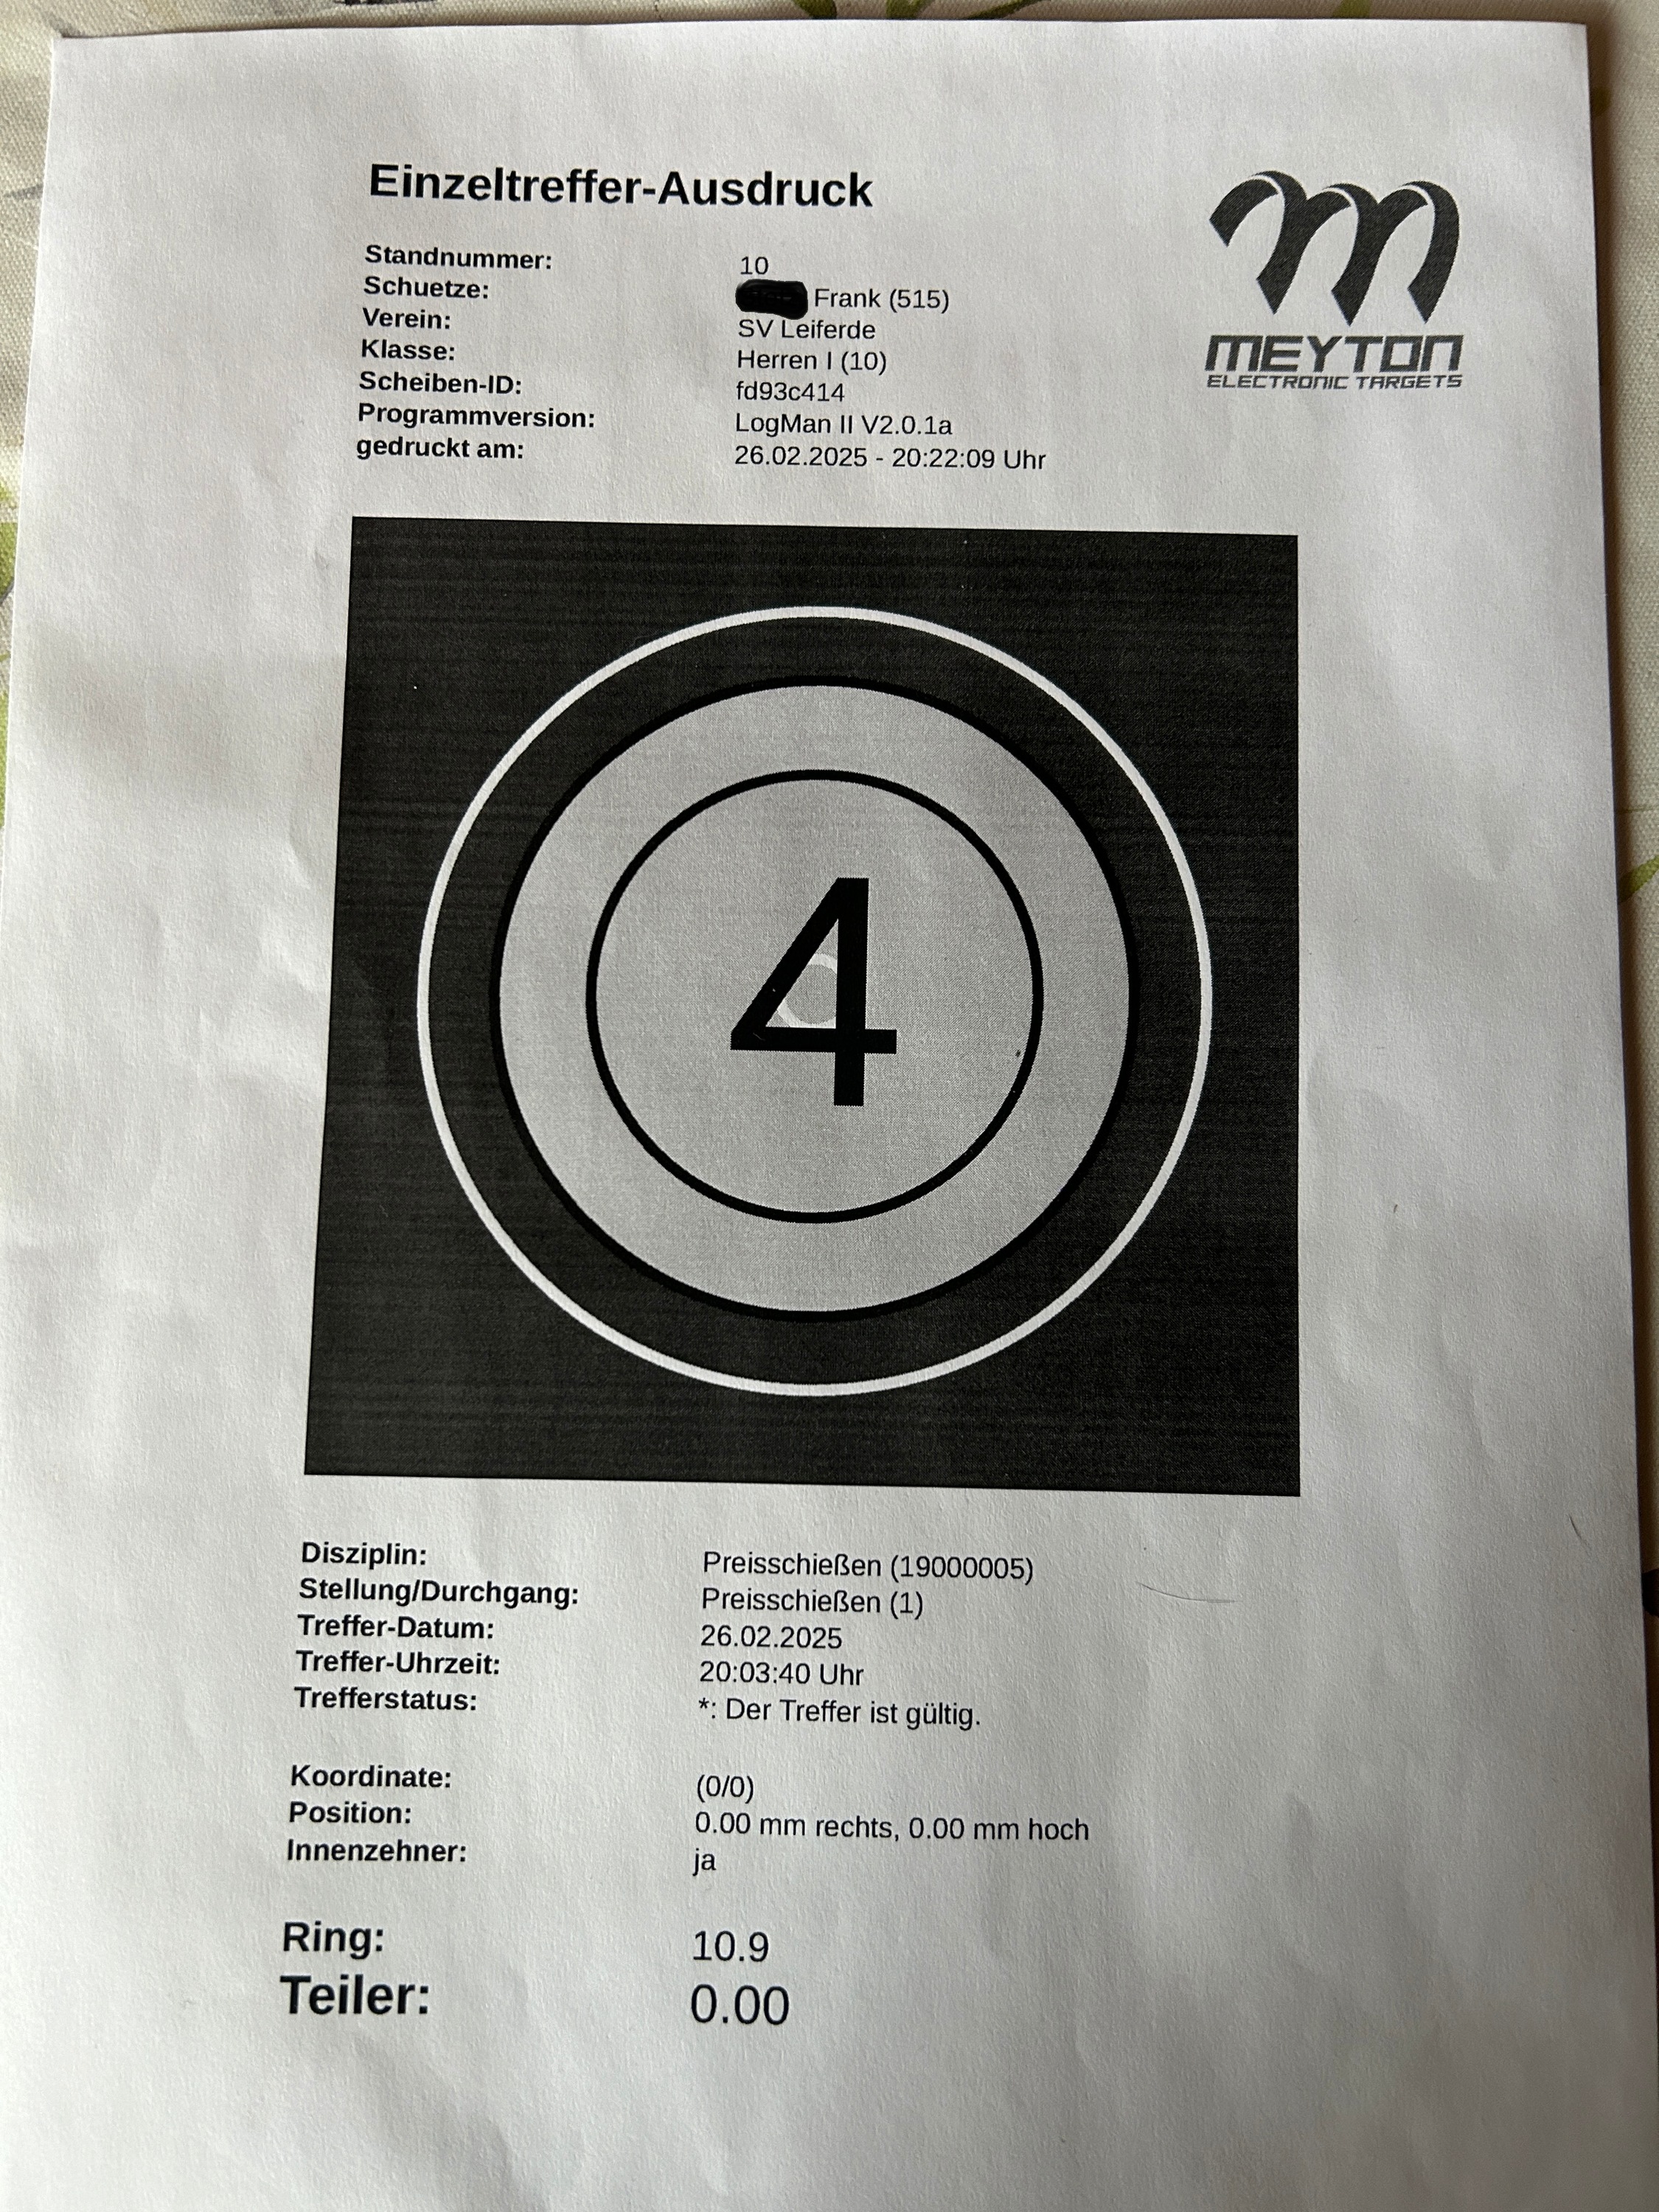 Einzeltreffer-Ausdruck
Standnummer: 10
Schuetze: Frank (515)
Verein: SV Leiferde
Klasse: Herren I (10)
Scheiben-ID: fd93c414
Programmversion: LogMan II V2.0.1a
gedruckt am: 26.02.2025 - 20:22:09 Uhr
MEYTON
ELECTRONIC TARGETS
4
Disziplin: Preisschießen (19000005)
Stellung/Durchgang: Preisschießen (1)
Treffer-Datum: 26.02.2025
Treffer-Uhrzeit: 20:03:40 Uhr
Trefferstatus: *: Der Treffer ist gültig.
Koordinate: (0/0)
Position: 0.00 mm rechts, 0.00 mm hoch
Innenzehner: ja
Ring: 10.9
Teiler: 0.00